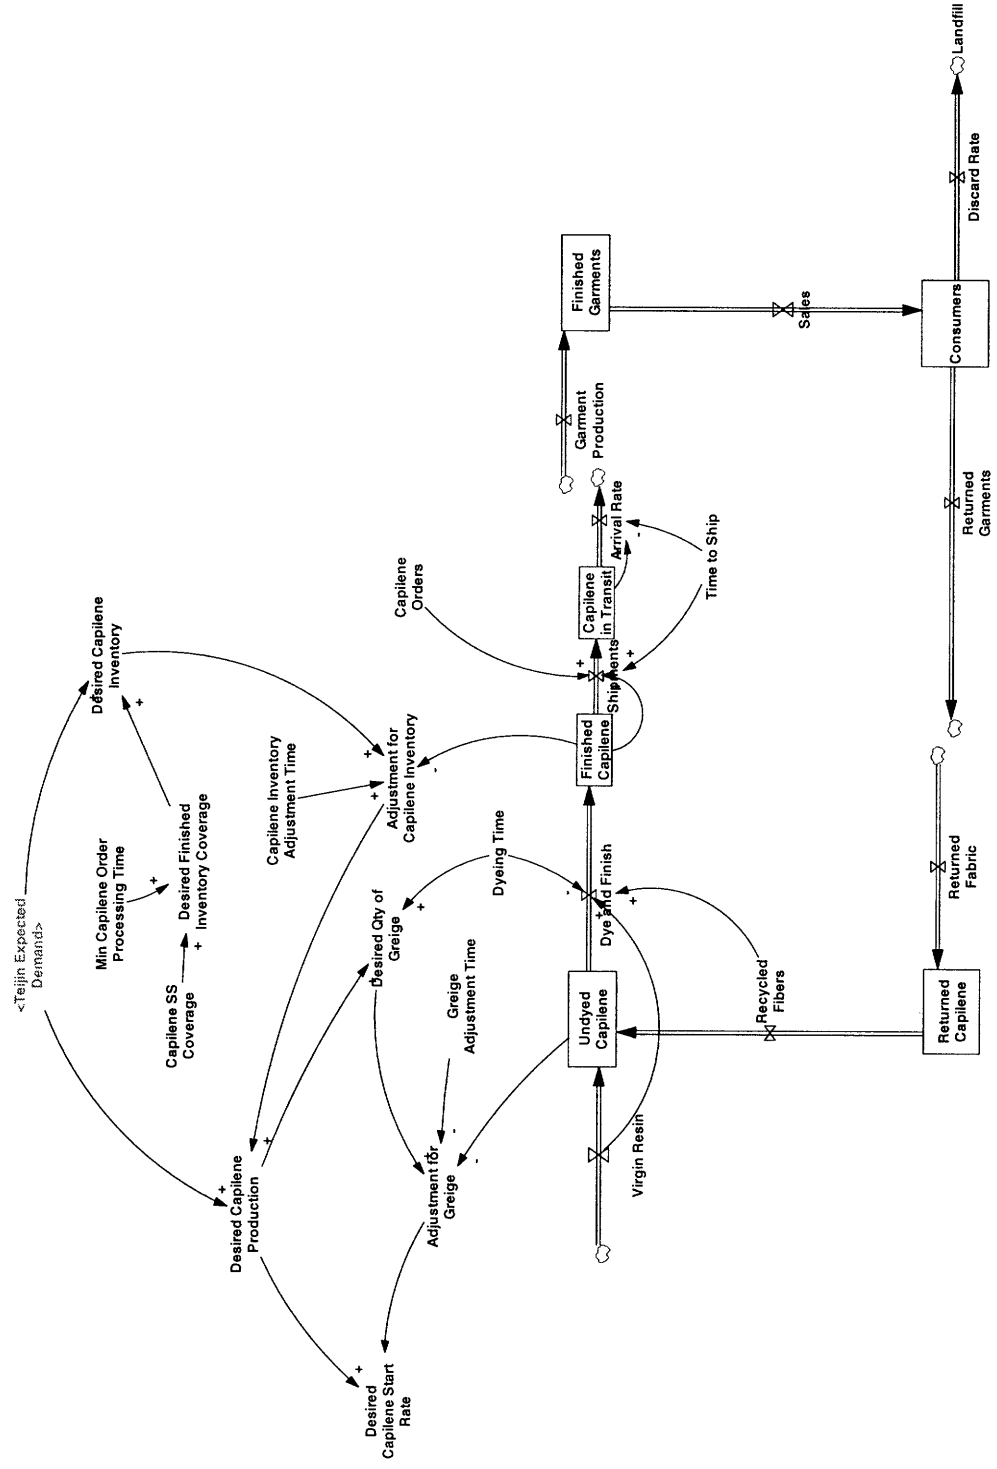 <Teijin Expected
Demand>
Min Capilene Order
Processing Time
+
Capilene SS
Coverage
+
Desired Finished
Inventory Coverage
+
Desired Capilene
Inventory
+
+
Desired Capilene
Production
+
Capilene Inventory
Adjustment Time
+
+
Adjustment for
Capilene Inventory
-
Capilene
Orders
Desired Qty of
Greige
+
Dyeing Time
-
Greige
Adjustment Time
-
Adjustment for
Greige
+
-
+
Desired
Capilene Start
Rate
Virgin Resin
Undyed
Capilene
+
Dye and Finish
+
Finished
Capilene
+
Shipments
+
Capilene
in Transit
Arrival Rate
-
Time to Ship
Garment
Production
Finished
Garments
Recycled
Fibers
Sales
Returned
Capilene
Returned
Fabric
Returned
Garments
Consumers
Discard Rate
Landfill